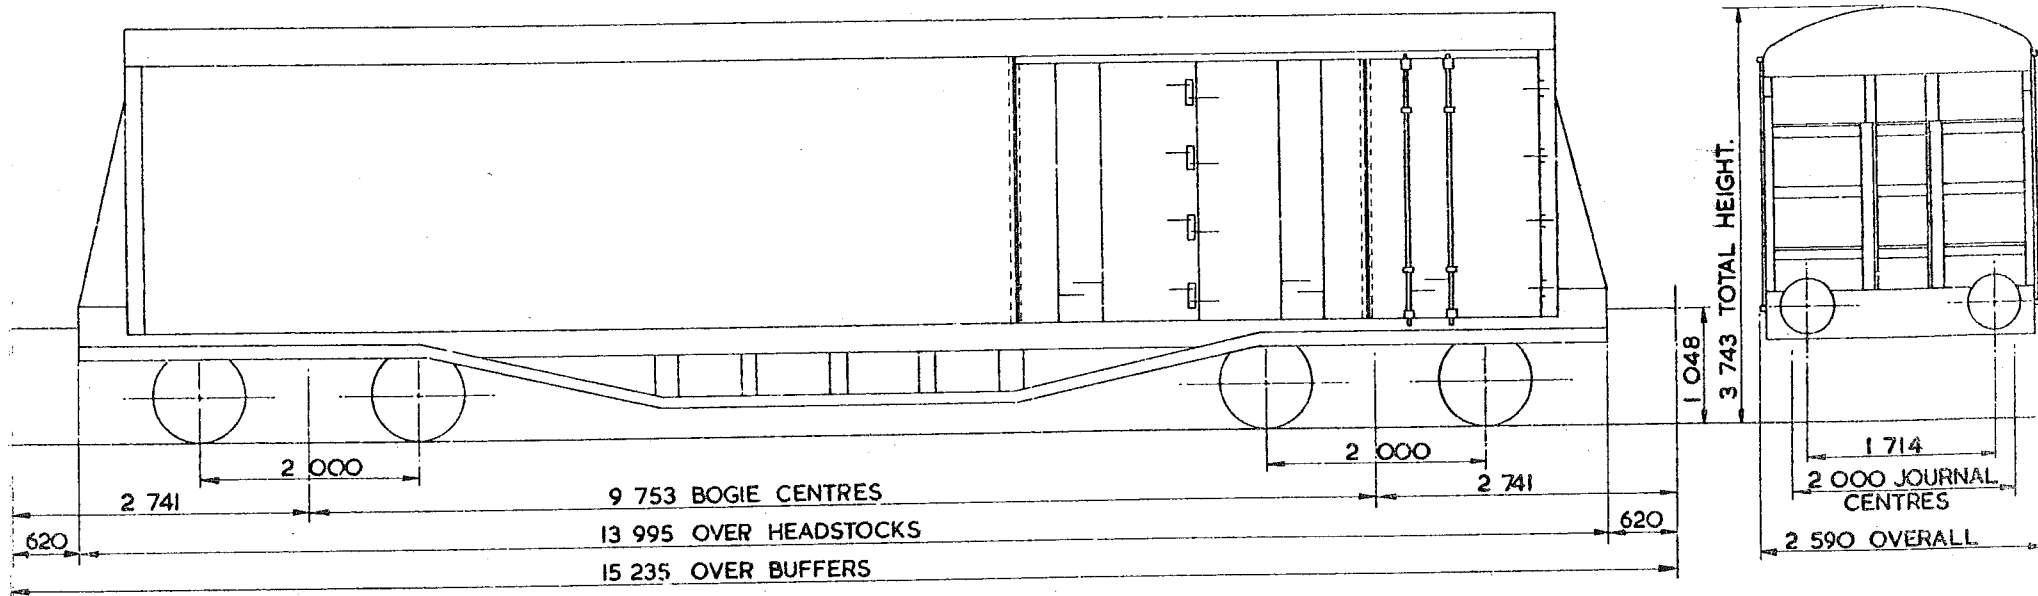 3 743 TOTAL HEIGHT.
1 048
2 000
2 000
1 714
2 741
9 753 BOGIE CENTRES
2 741
2 000 JOURNAL
CENTRES
620
13 995 OVER HEADSTOCKS
620
2 590 OVERALL
15 235 OVER BUFFERS